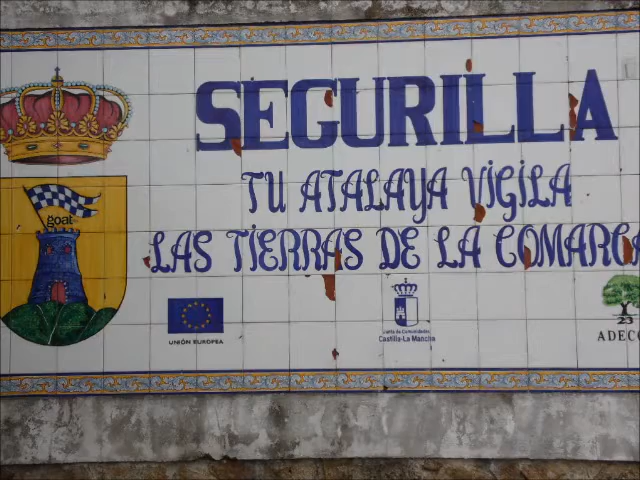 SEGURILLA
TU ATALAYA VIGILA
LAS TIERRAS DE LA COMARCA
goat
UNIÓN EUROPEA
Junta de Comunidades
Castilla-La Mancha
23
ADECO